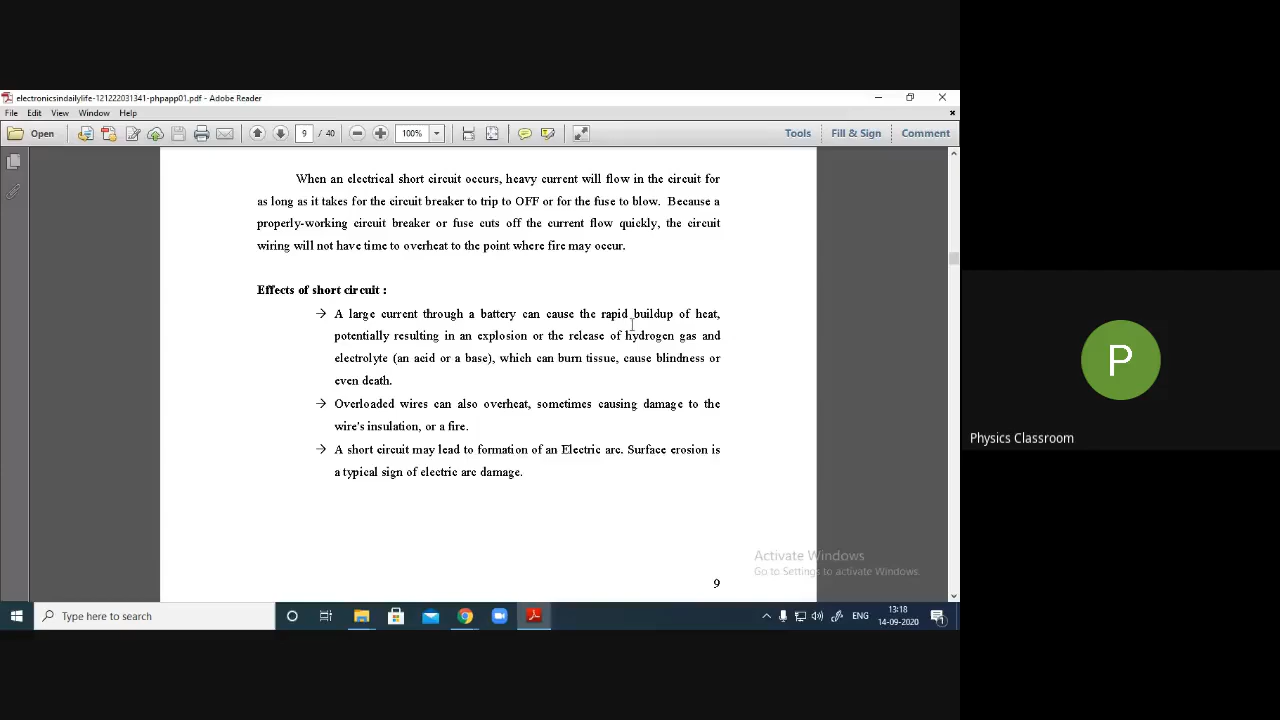 electronicsindailylife-121222031341-phpapp01.pdf - Adobe Reader
File Edit View Window Help
Open 9 / 40 100% Tools Fill & Sign Comment
When an electrical short circuit occurs, heavy current will flow in the circuit for
as long as it takes for the circuit breaker to trip to OFF or for the fuse to blow. Because a
properly-working circuit breaker or fuse cuts off the current flow quickly, the circuit
wiring will not have time to overheat to the point where fire may occur.
Effects of short circuit :
→ A large current through a battery can cause the rapid buildup of heat,
potentially resulting in an explosion or the release of hydrogen gas and
electrolyte (an acid or a base), which can burn tissue, cause blindness or
even death.
→ Overloaded wires can also overheat, sometimes causing damage to the
wire's insulation, or a fire.
→ A short circuit may lead to formation of an Electric arc. Surface erosion is
a typical sign of electric arc damage.
9
Activate Windows
Go to Settings to activate Windows.
P
Physics Classroom
Type here to search
ENG
13:18
14-09-2020
1